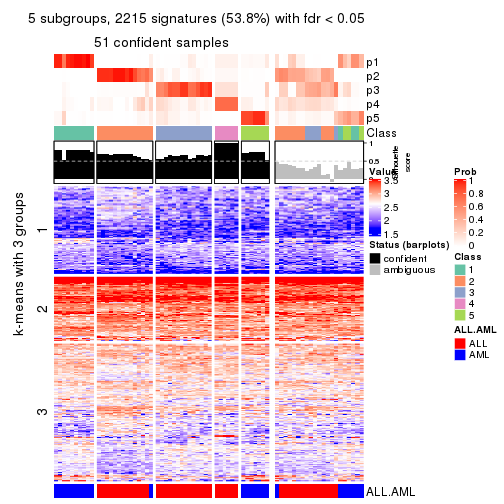 5 subgroups, 2215 signatures (53.8%) with fdr < 0.05
51 confident samples
p1
p2
p3
p4
p5
Class
1
0.5
0
silhouette
score
k-means with 3 groups
1
2
3
Value
3.5
3
2.5
2
1.5
Status (barplots)
confident
ambiguous
Prob
1
0.8
0.6
0.4
0.2
0
Class
1
2
3
4
5
ALL.AML
ALL
AML
ALL.AML